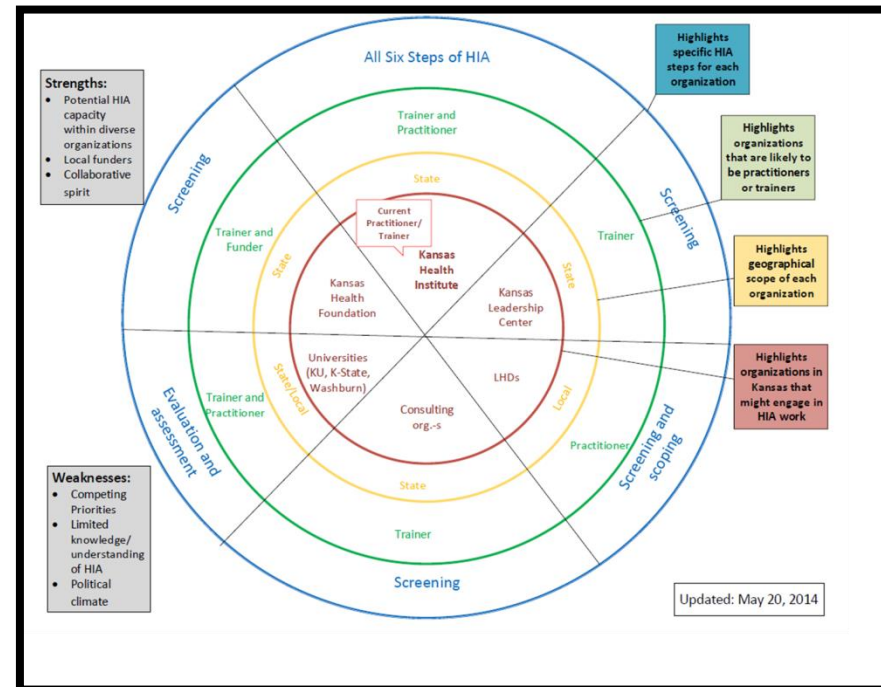 All Six Steps of HIA
Highlights
specific HIA
steps for each
organization
Strengths:
• Potential HIA
capacity
within diverse
organizations
• Local funders
• Collaborative
spirit
Trainer and
Practitioner
Highlights
organizations
that are likely to
be practitioners
or trainers
Screening
State
Screening
Current
Practitioner/
Trainer
Trainer and
Funder
Trainer
State
Kansas
Health
Institute
State
Highlights
geographical
scope of each
organization
Kansas
Health
Foundation
Kansas
Leadership
Center
Universities
(KU, K-State,
Washburn)
LHDs
Highlights
organizations in
Kansas that
might engage in
HIA work
State/Local
Local
Trainer and
Practitioner
Consulting
org.-s
Evaluation and
assessment
Practitioner
Screening and
scoping
Weaknesses:
• Competing
Priorities
• Limited
knowledge/
understanding
of HIA
• Political
climate
State
Trainer
Screening
Updated: May 20, 2014